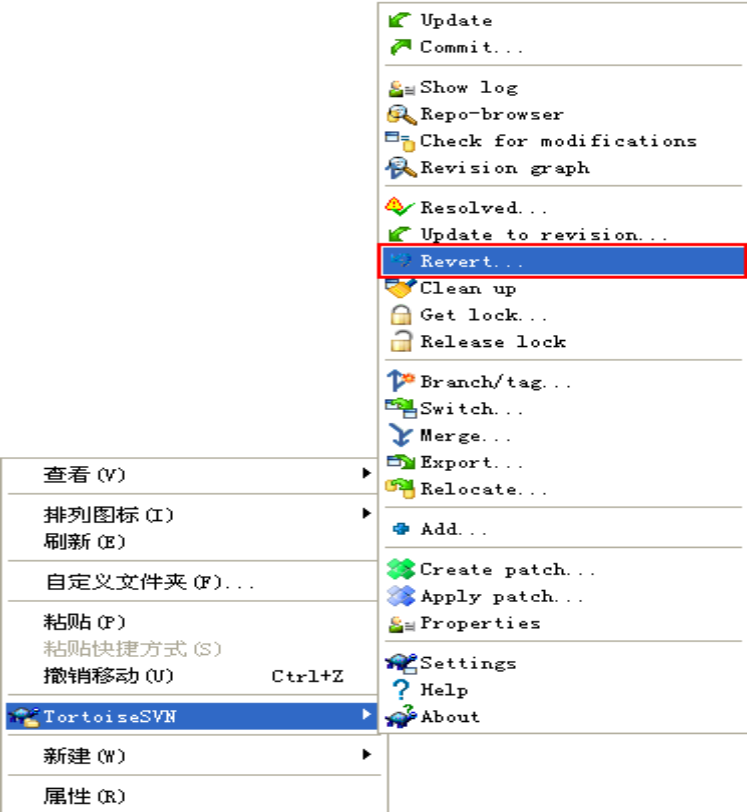 Update
Commit...
Show log
Repo-browser
Check for modifications
Revision graph
Resolved...
Update to revision...
Revert...
Clean up
Get lock...
Release lock
Branch/tag...
Switch...
Merge...
Export...
Relocate...
Add...
Create patch...
Apply patch...
Properties
Settings
Help
About
查看(V)
排列图标(I)
刷新(E)
自定义文件夹(F)...
粘贴(P)
粘贴快捷方式(S)
撤销移动(U) Ctrl+Z
TortoiseSVN
新建(W)
属性(R)